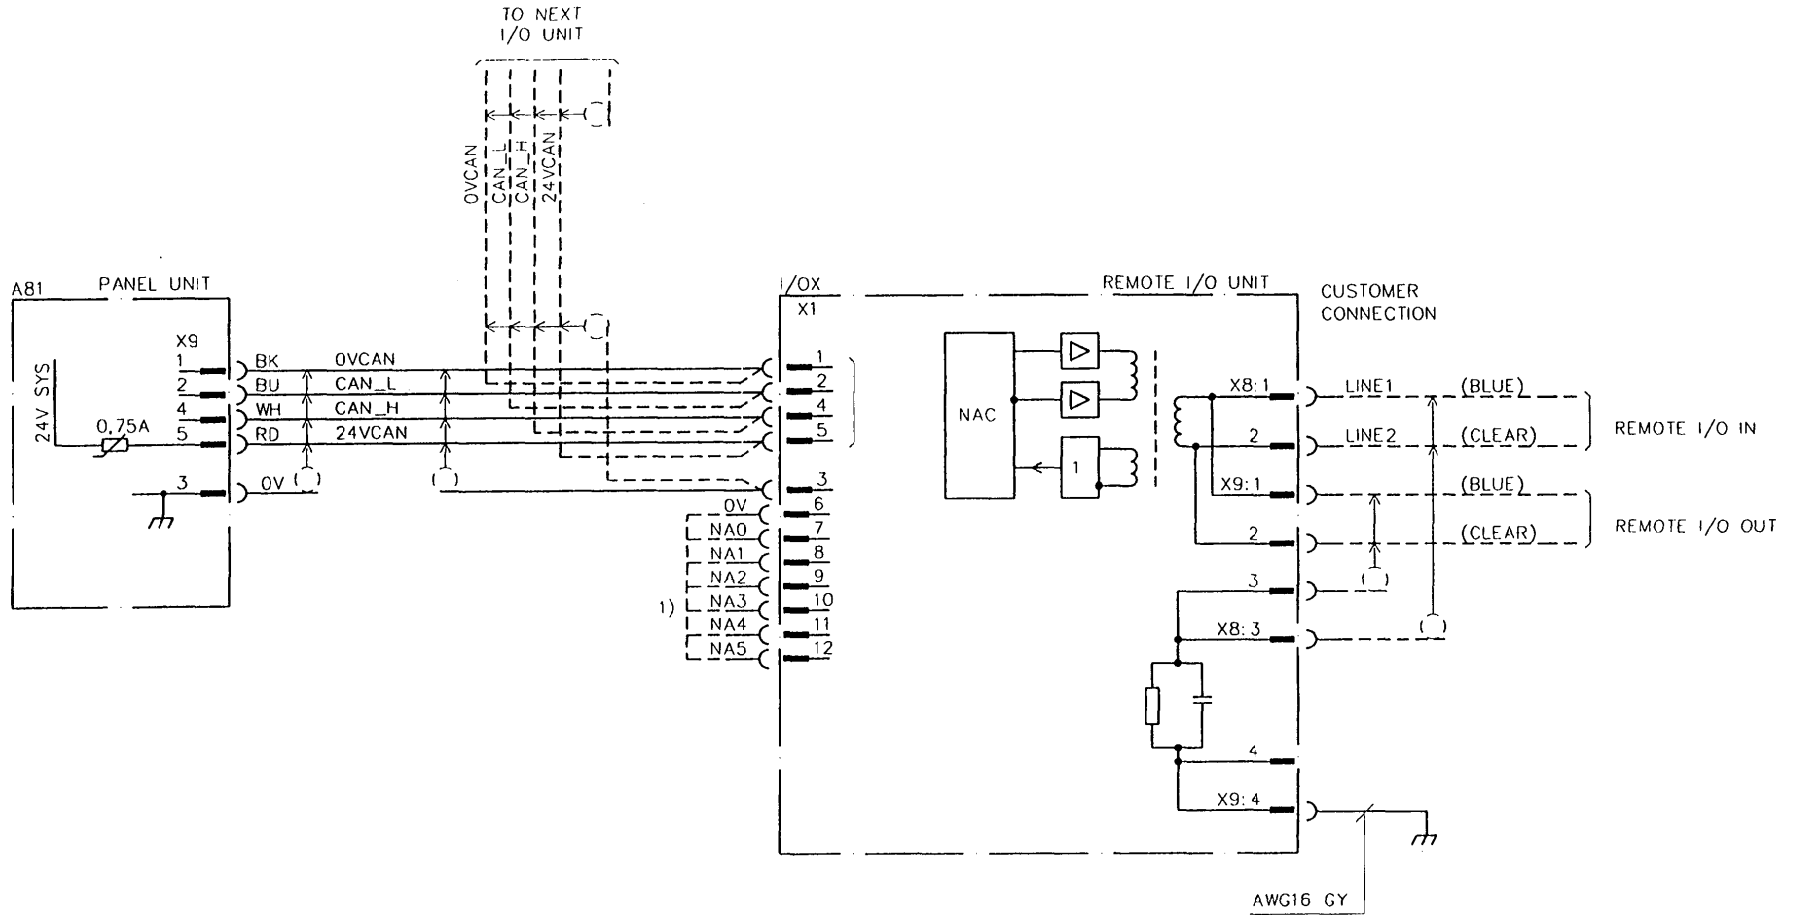 TO NEXT
I/O UNIT
0VCAN
CAN_L
CAN_H
24VCAN
A81
PANEL UNIT
X9
24V SYS
0,75A
1
2
4
5
3
BK
BU
WH
RD
0V
0VCAN
CAN_L
CAN_H
24VCAN
I/OX
X1
REMOTE I/O UNIT
1
2
4
5
3
6
7
8
9
10
11
12
0V
NA0
NA1
NA2
NA3
NA4
NA5
1)
NAC
1
CUSTOMER
CONNECTION
X8:1
LINE1
(BLUE)
2
LINE2
(CLEAR)
REMOTE I/O IN
X9:1
(BLUE)
2
(CLEAR)
REMOTE I/O OUT
3
X8:3
4
X9:4
AWG16 GY